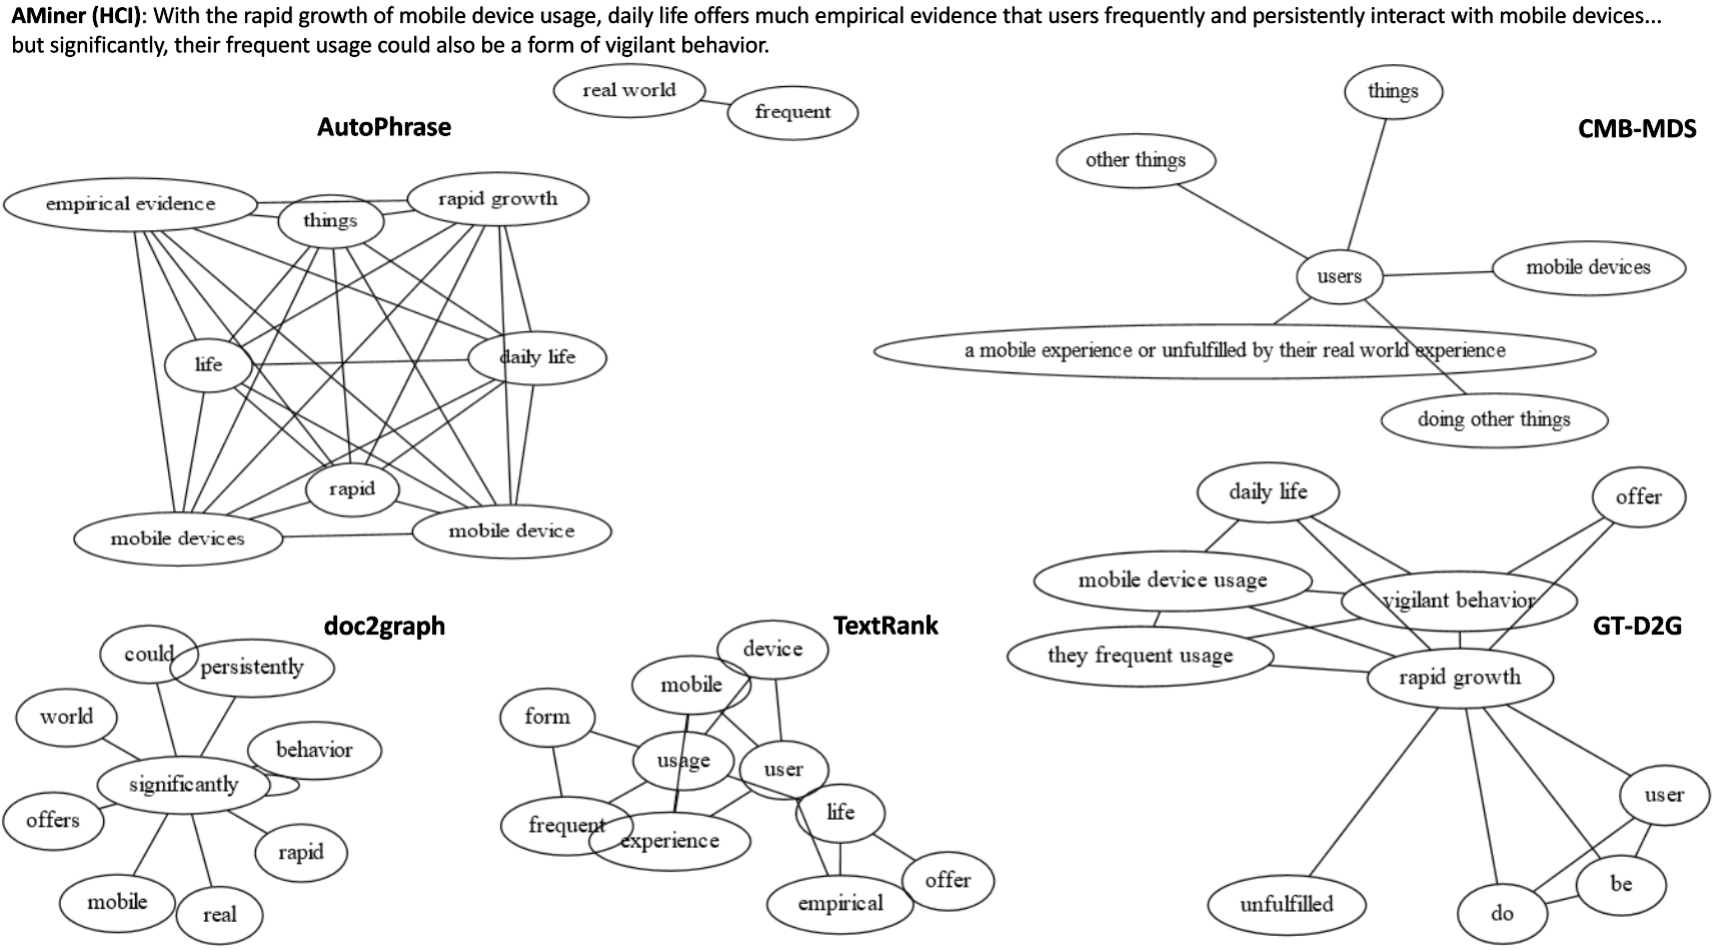 AMiner (HCI): With the rapid growth of mobile device usage, daily life offers much empirical evidence that users frequently and persistently interact with mobile devices...
but significantly, their frequent usage could also be a form of vigilant behavior.
AutoPhrase
real world
frequent
empirical evidence
things
rapid growth
life
daily life
rapid
mobile devices
mobile device
CMB-MDS
things
other things
users
mobile devices
a mobile experience or unfulfilled by their real world experience
doing other things
doc2graph
could
persistently
world
behavior
significantly
offers
rapid
mobile
real
TextRank
device
mobile
form
usage
user
life
frequent
experience
offer
empirical
GT-D2G
daily life
offer
mobile device usage
vigilant behavior
they frequent usage
rapid growth
user
be
unfulfilled
do